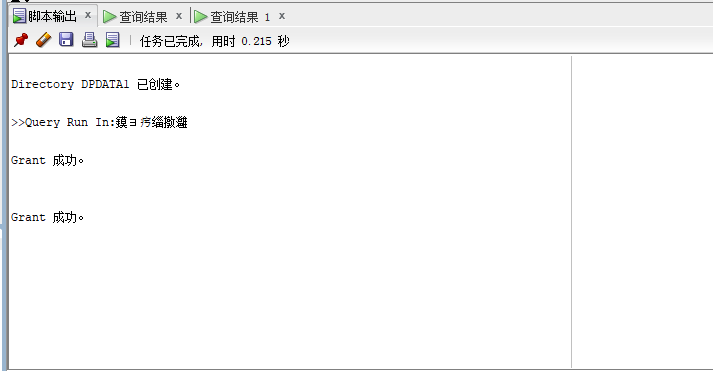 脚本输出 x 查询结果 x 查询结果 1 x
任务已完成, 用时 0.215 秒
Directory DPDATA1 已创建。
>>Query Run In:
Grant 成功。
Grant 成功。